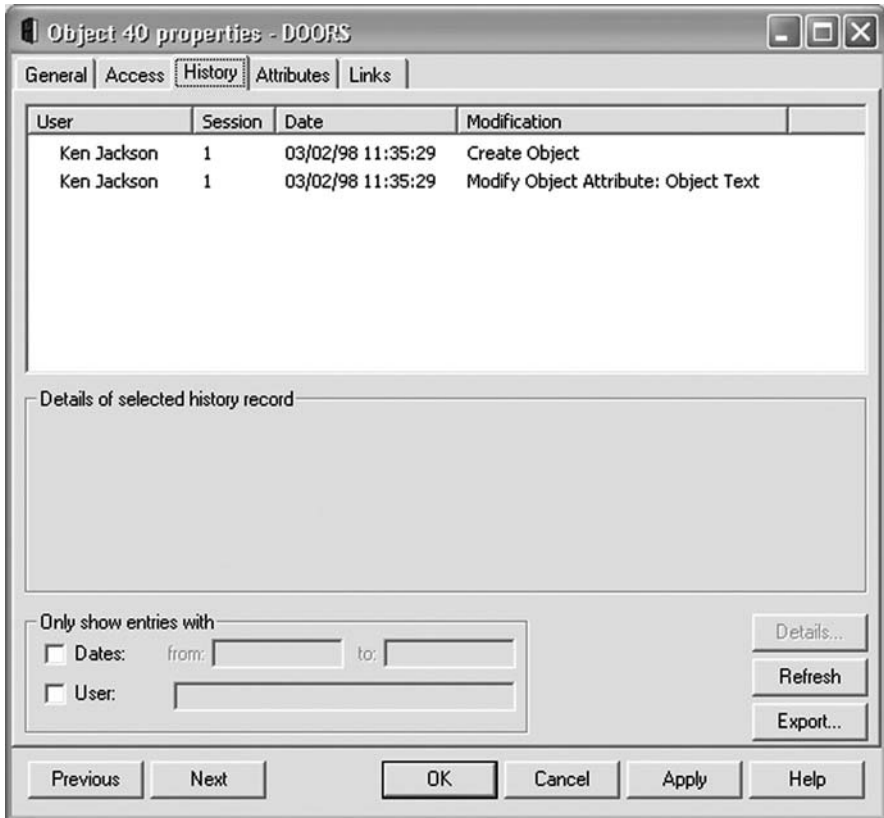 Object 40 properties - DOORS
General Access History Attributes Links
User Session Date Modification
Ken Jackson 1 03/02/98 11:35:29 Create Object
Ken Jackson 1 03/02/98 11:35:29 Modify Object Attribute: Object Text
Details of selected history record
Only show entries with
Dates: from: to:
User:
Details...
Refresh
Export...
Previous Next OK Cancel Apply Help